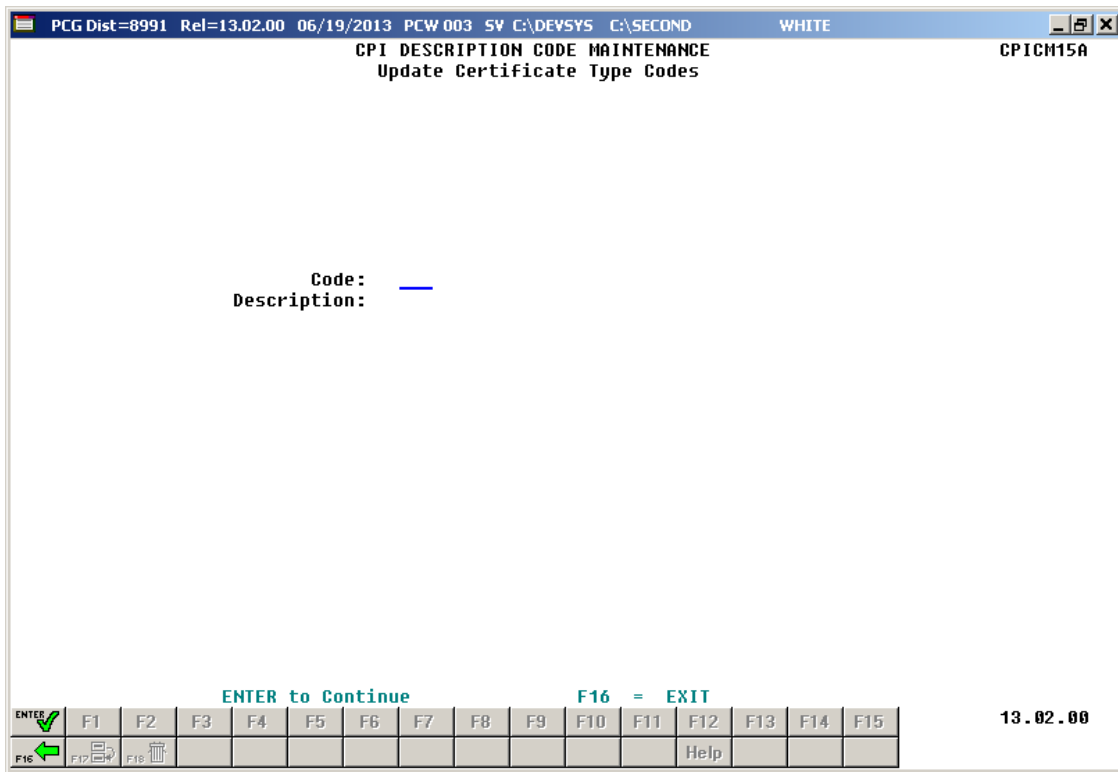 PCG Dist=8991 Rel=13.02.00 06/19/2013 PCW 003 SV C:\DEVSYS C:\SECOND WHITE
CPI DESCRIPTION CODE MAINTENANCE CPICM15A
Update Certificate Type Codes
Code:
Description:
ENTER to Continue F16 = EXIT
ENTER F1 F2 F3 F4 F5 F6 F7 F8 F9 F10 F11 F12 F13 F14 F15 13.02.00
F16 F17 F18 Help